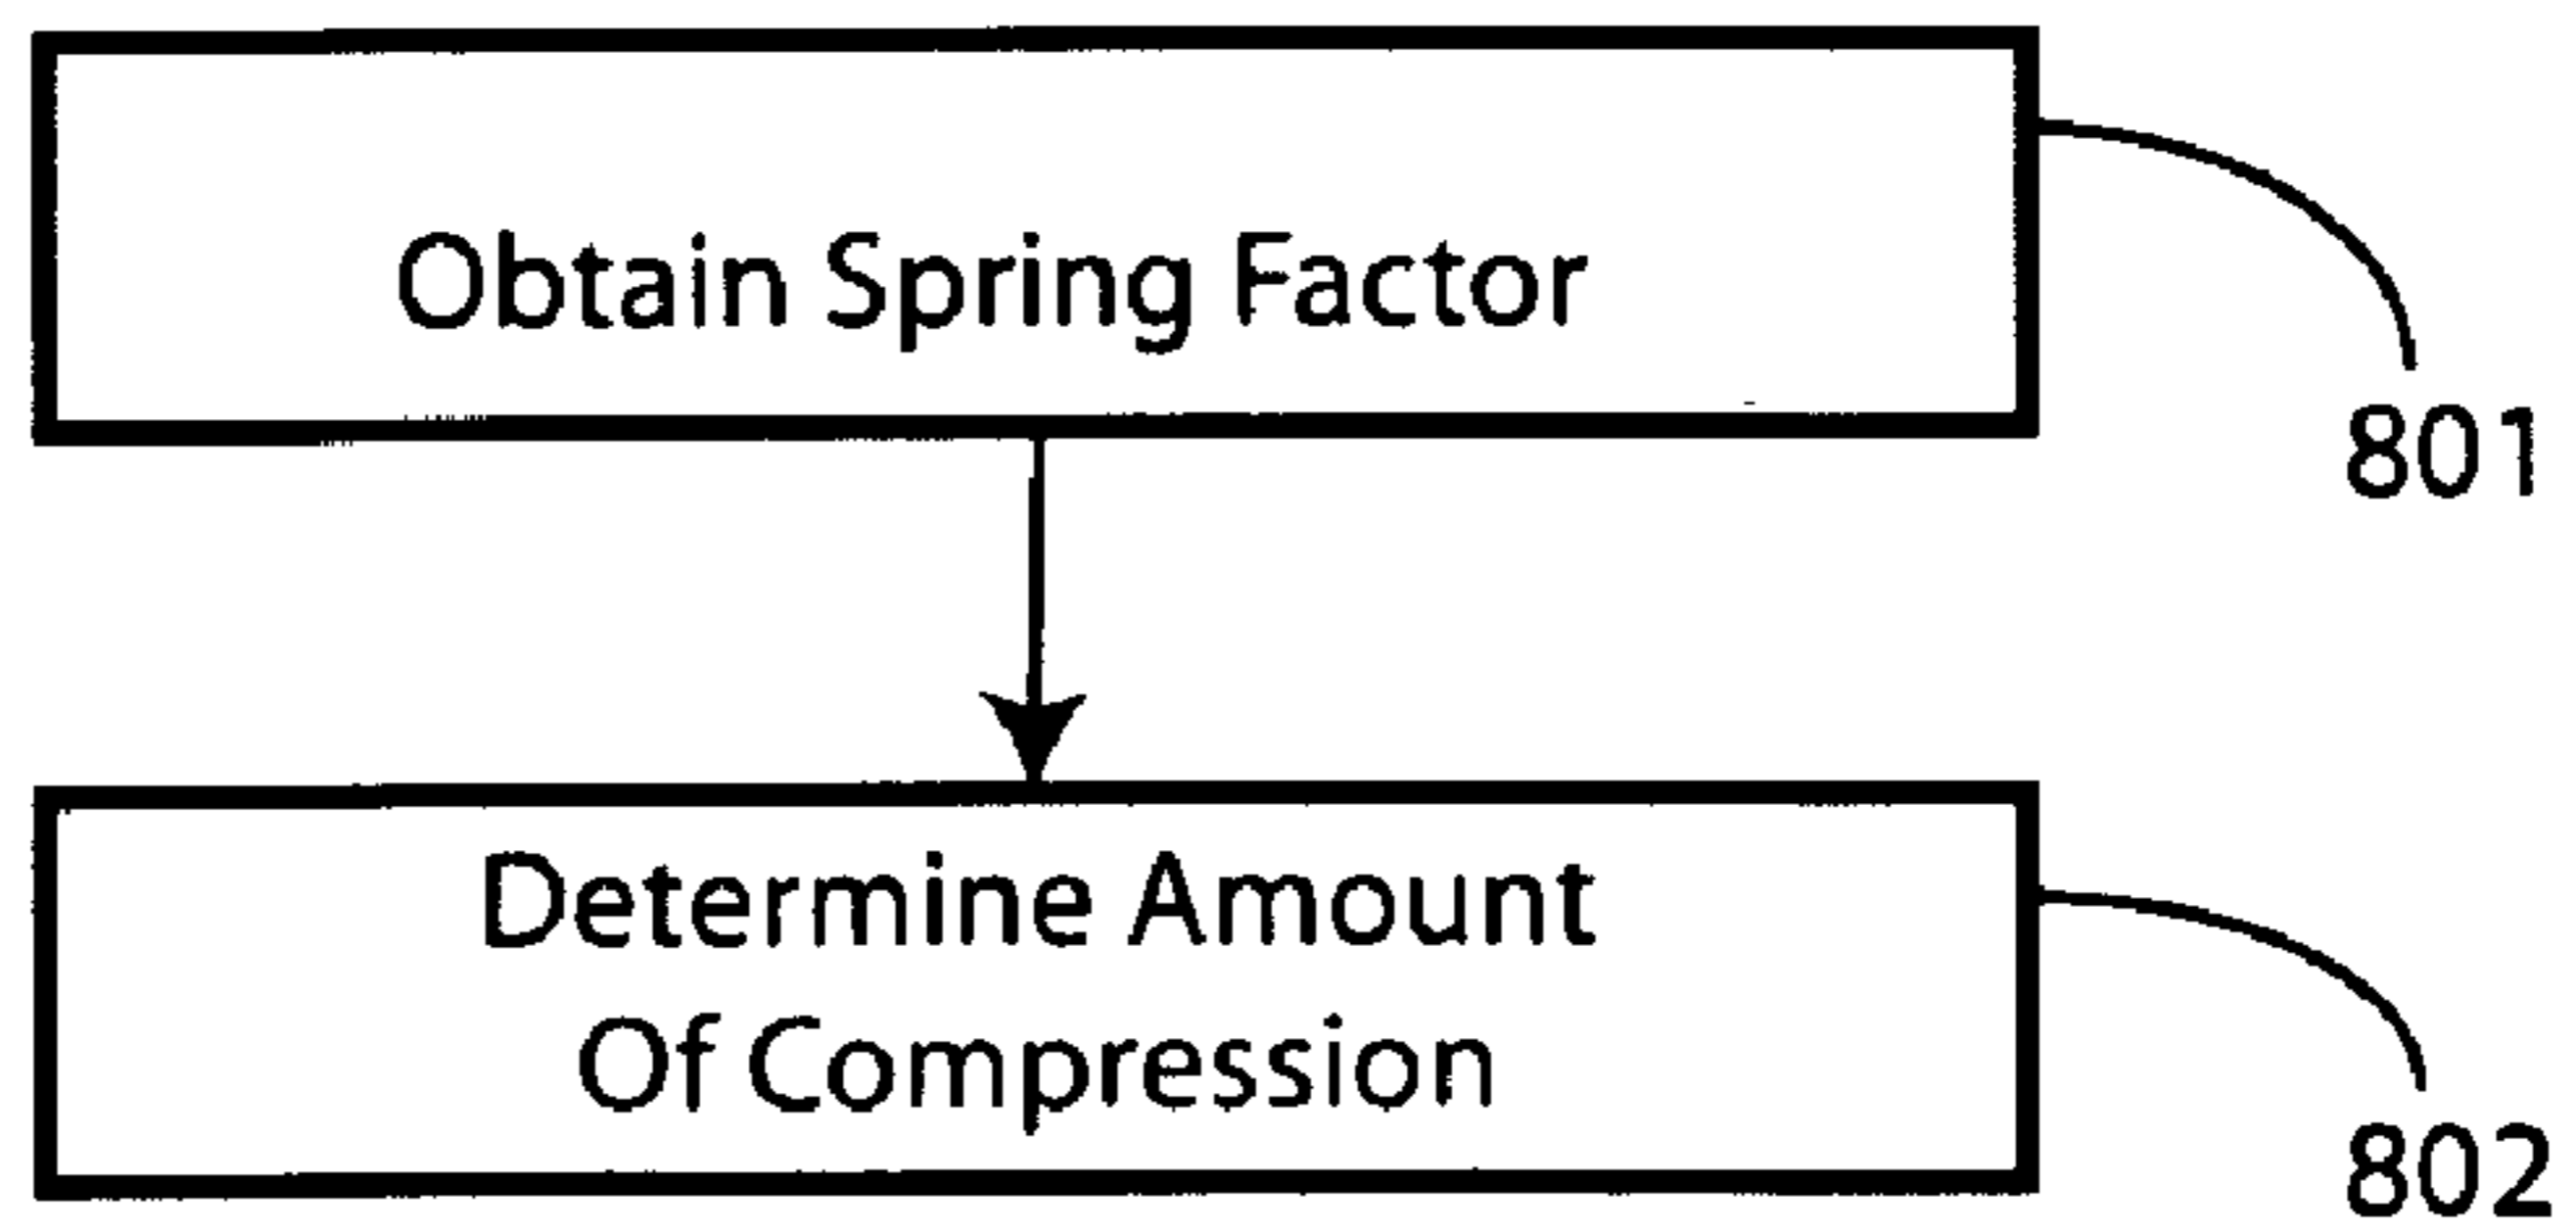 Obtain Spring Factor
801
Determine Amount
Of Compression
802